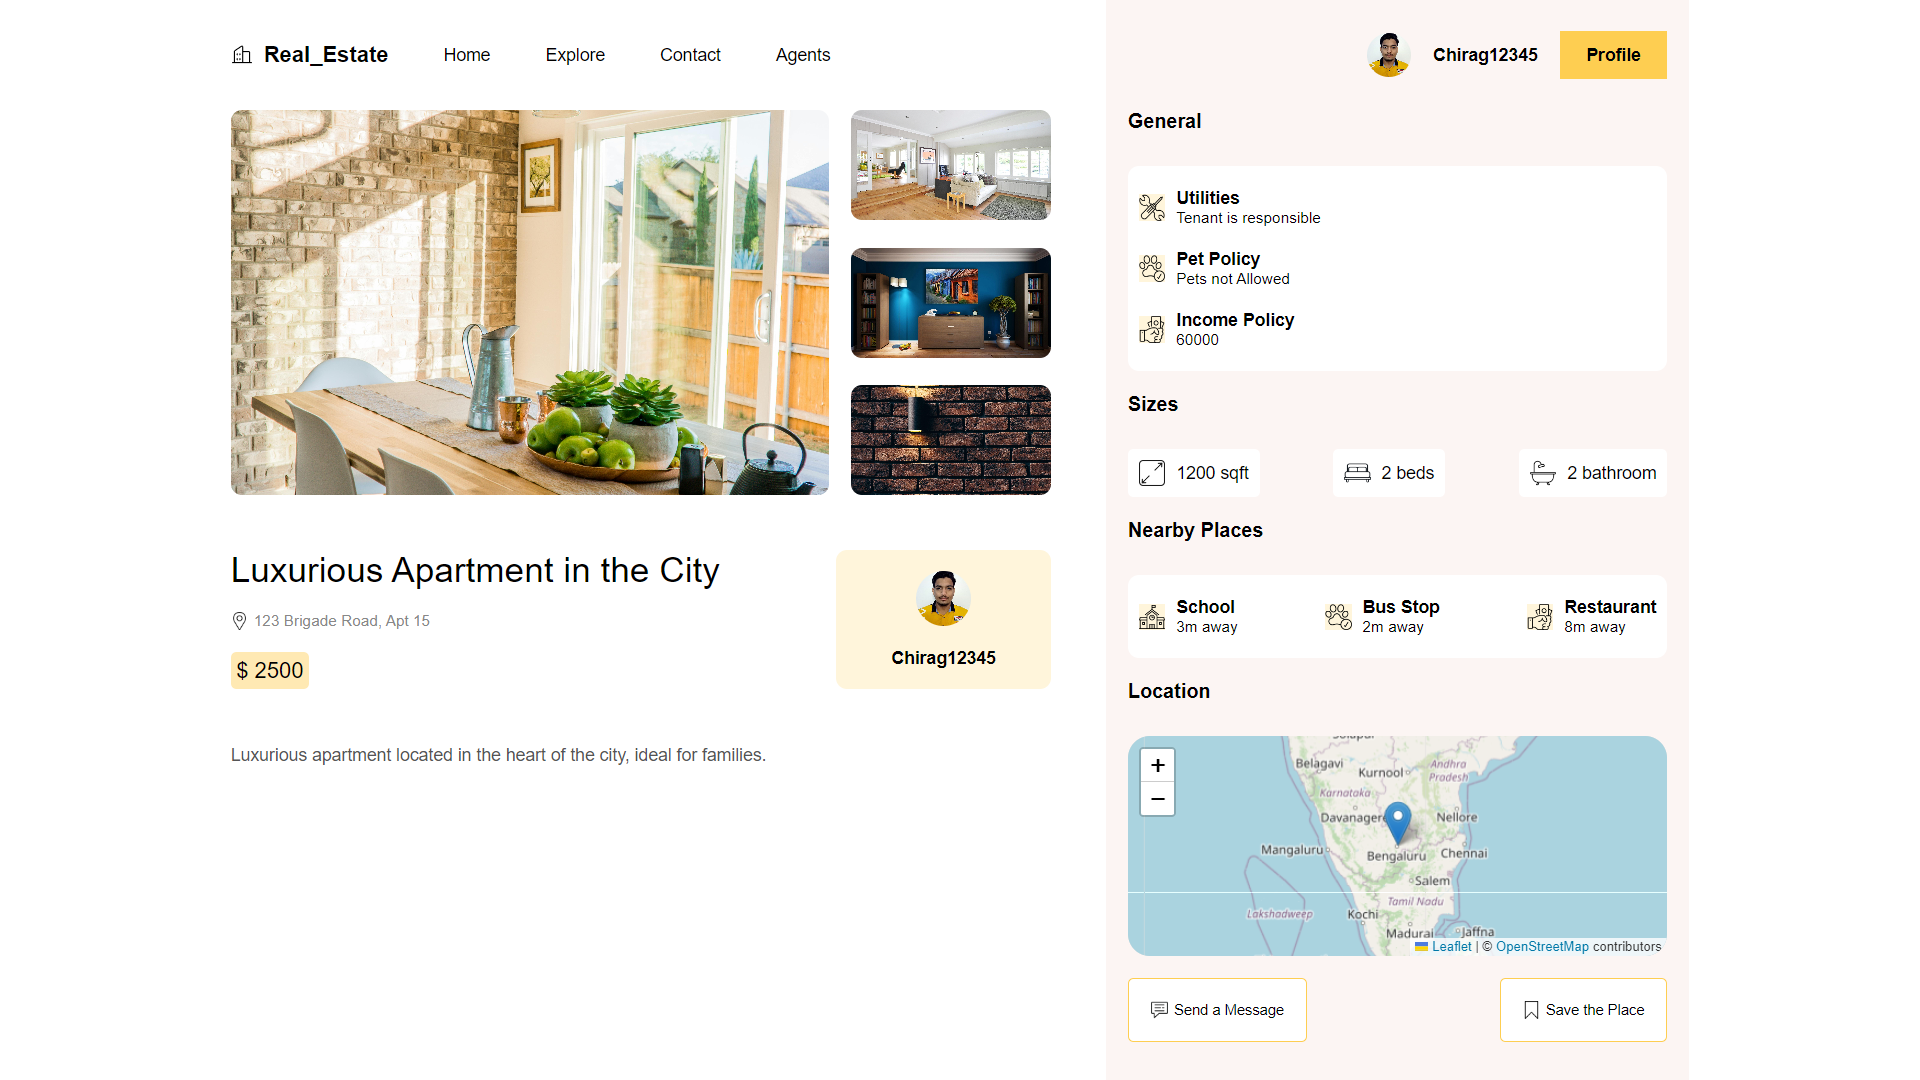 Real_Estate
Home
Explore
Contact
Agents
Chirag12345
Profile
Luxurious Apartment in the City
123 Brigade Road, Apt 15
$ 2500
Chirag12345
Luxurious apartment located in the heart of the city, ideal for families.
General
Utilities
Tenant is responsible
Pet Policy
Pets not Allowed
Income Policy
60000
Sizes
1200 sqft
2 beds
2 bathroom
Nearby Places
School
3m away
Bus Stop
2m away
Restaurant
8m away
Location
+
−
Belagavi
Kurnool
Andhra
Pradesh
Karnataka
Davanagere
Nellore
Mangaluru
Bengaluru
Chennai
Salem
Tamil Nadu
Lakshadweep
Kochi
Madurai
Jaffna
Leaflet | © OpenStreetMap contributors
Send a Message
Save the Place